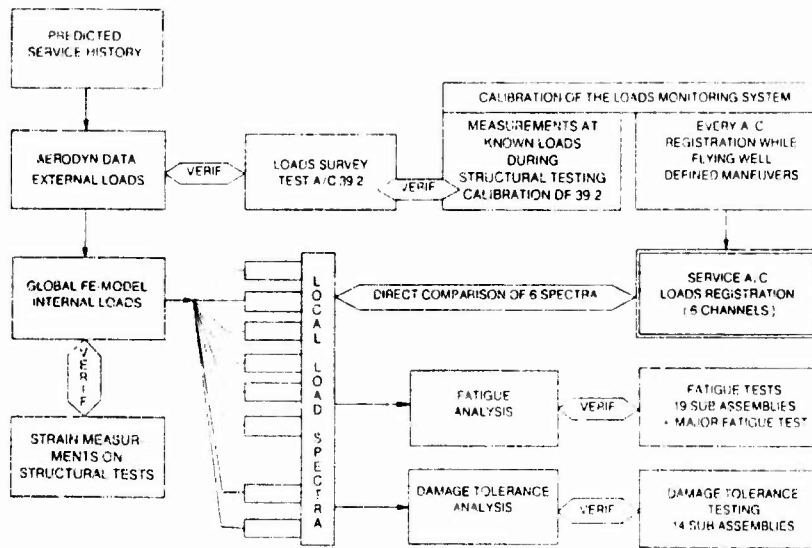 PREDICTED
SERVICE HISTORY
CALIBRATION OF THE LOADS MONITORING SYSTEM
AERODYN DATA
EXTERNAL LOADS
VERIF
LOADS SURVEY
TEST A/C 39 2
VERIF
MEASUREMENTS AT
KNOWN LOADS
DURING
STRUCTURAL TESTING
CALIBRATION OF 39 2
EVERY A/C
REGISTRATION WHILE
FLYING WELL
DEFINED MANEUVERS
GLOBAL FE-MODEL
INTERNAL LOADS
LOCAL LOAD SPECTRA
DIRECT COMPARISON OF 6 SPECTRA
SERVICE A/C
LOADS REGISTRATION
(6 CHANNELS)
VERIF
STRAIN MEASUR-
MENTS ON
STRUCTURAL TESTS
FATIGUE
ANALYSIS
VERIF
FATIGUE TESTS
19 SUB ASSEMBLIES
+ MAJOR FATIGUE TEST
DAMAGE TOLERANCE
ANALYSIS
VERIF
DAMAGE TOLERANCE
TESTING
14 SUB ASSEMBLIES